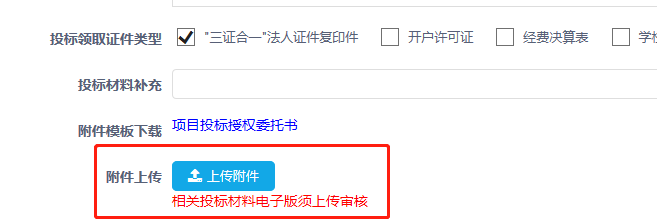 投标领取证件类型 "三证合一"法人证件复印件 开户许可证 经费决算表
投标材料补充
附件模板下载 项目投标授权委托书
附件上传 上传附件
相关投标材料电子版须上传审核